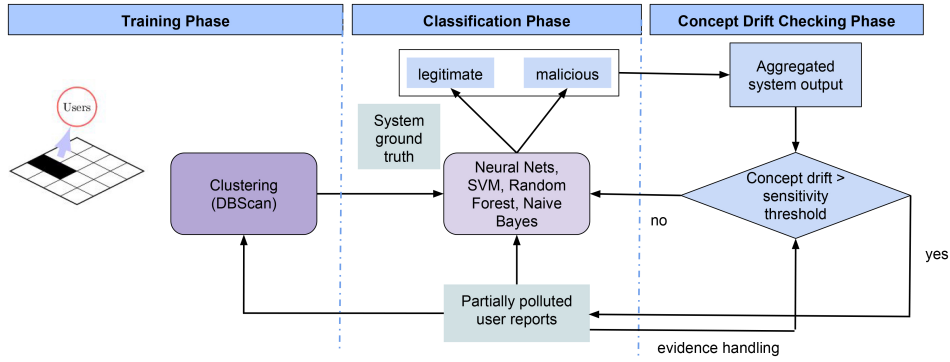 Training Phase
Classification Phase
Concept Drift Checking Phase
legitimate
malicious
Aggregated
system output
Users
System
ground
truth
Clustering
(DBScan)
Neural Nets,
SVM, Random
Forest, Naive
Bayes
Concept drift >
sensitivity
threshold
no
yes
Partially polluted
user reports
evidence handling